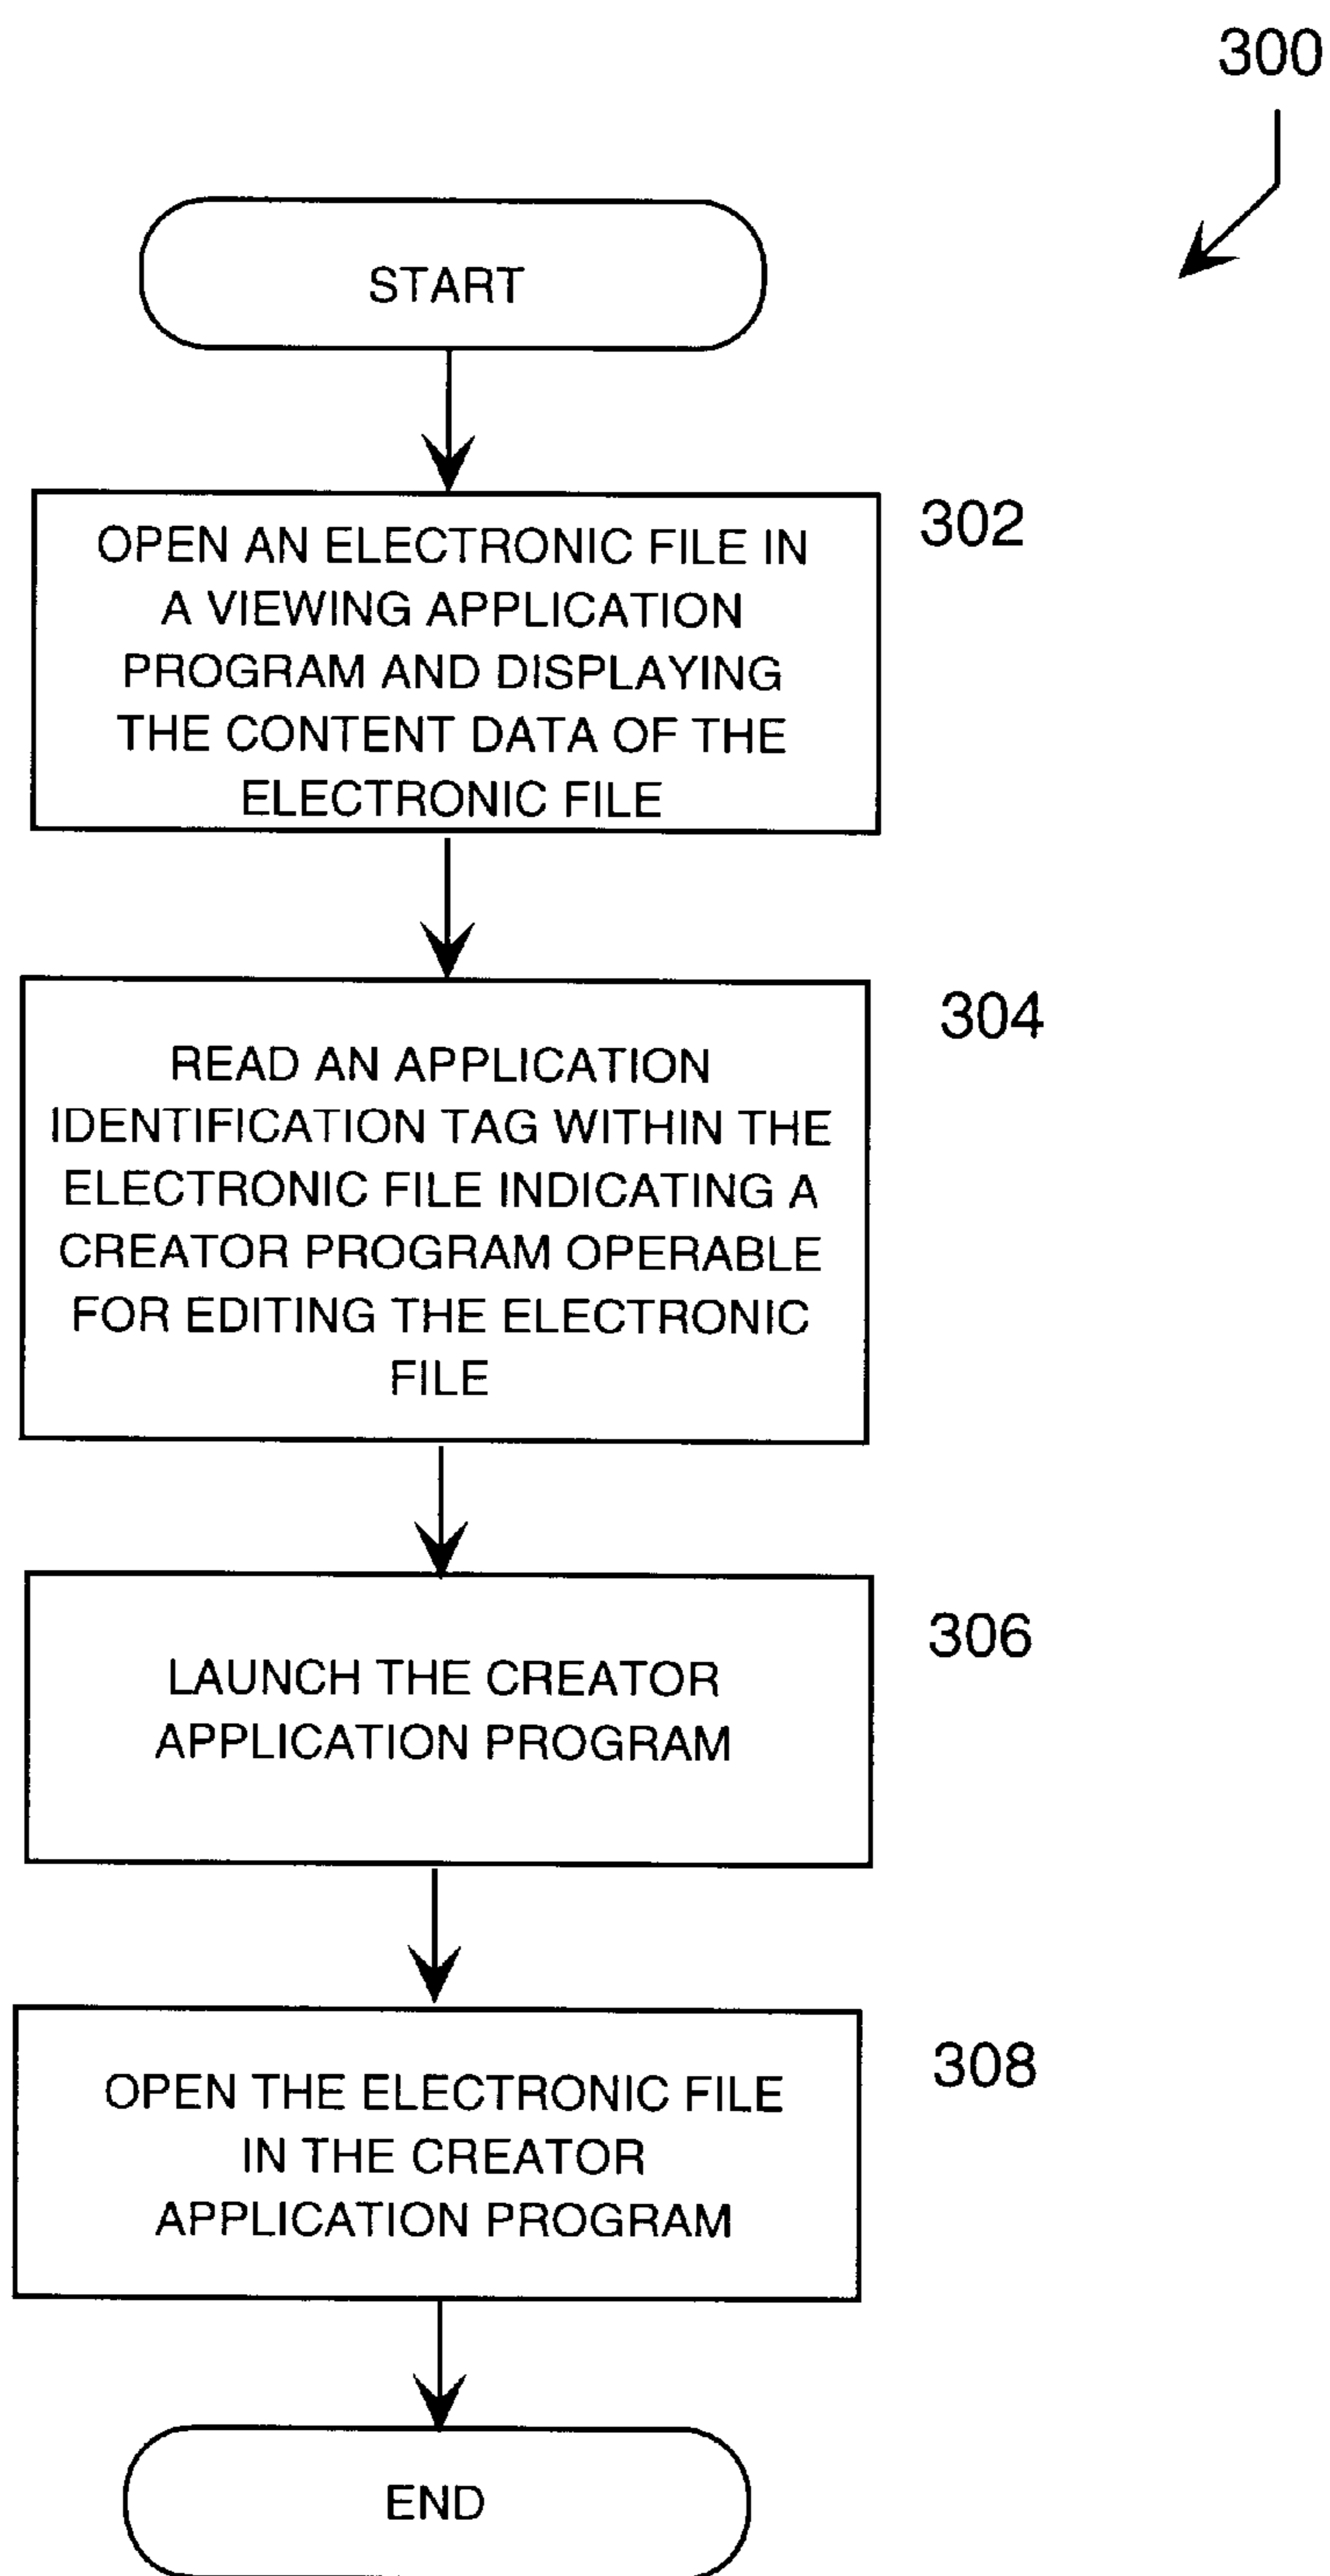 300
START
302
OPEN AN ELECTRONIC FILE IN
A VIEWING APPLICATION
PROGRAM AND DISPLAYING
THE CONTENT DATA OF THE
ELECTRONIC FILE
304
READ AN APPLICATION
IDENTIFICATION TAG WITHIN THE
ELECTRONIC FILE INDICATING A
CREATOR PROGRAM OPERABLE
FOR EDITING THE ELECTRONIC
FILE
306
LAUNCH THE CREATOR
APPLICATION PROGRAM
308
OPEN THE ELECTRONIC FILE
IN THE CREATOR
APPLICATION PROGRAM
END